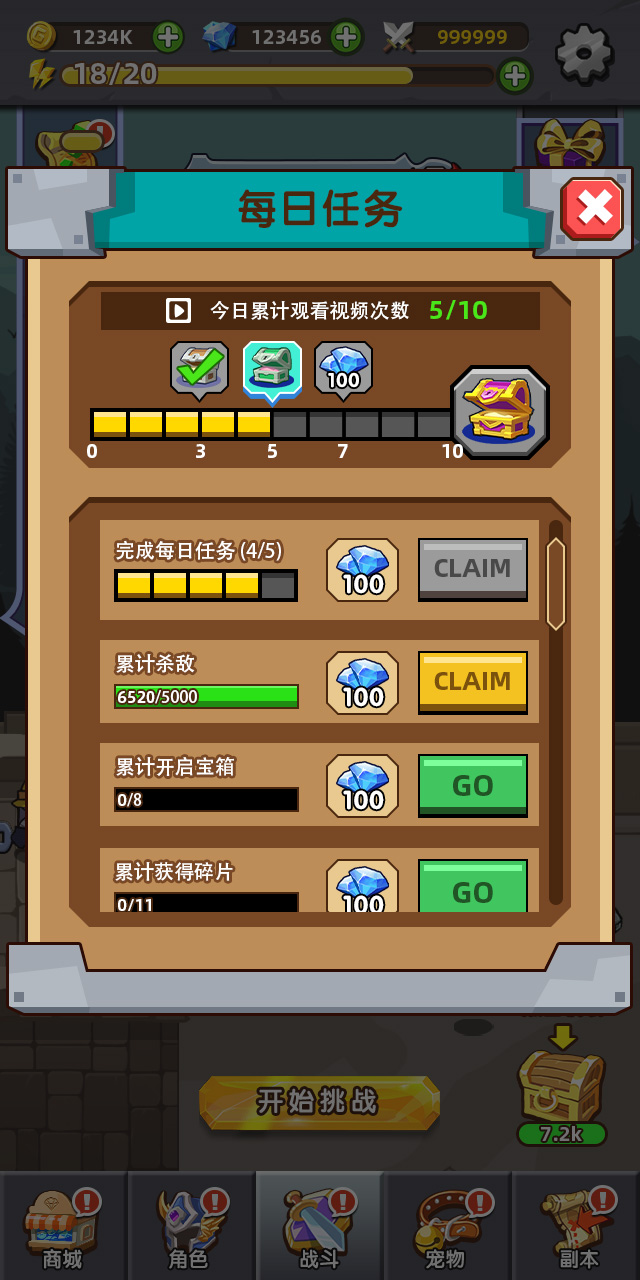 1234K 123456 999999
18/20
每日任务
今日累计观看视频次数 5/10
100
0 3 5 7 10
完成每日任务(4/5)
100
CLAIM
累计杀敌
6520/5000
100
CLAIM
累计开启宝箱
0/8
100
GO
累计获得碎片
0/11
100
GO
开始挑战
7.2k
商城 角色 战斗 宠物 副本